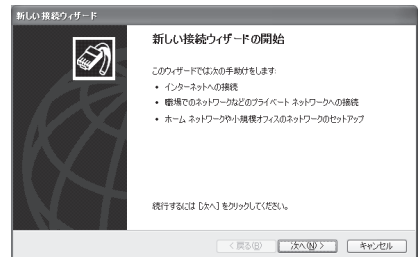 新しい接続ウィザード
新しい接続ウィザードの開始
このウィザードでは次の手助けをします:
• インターネットへの接続
• 職場でのネットワークなどのプライベート ネットワークへの接続
• ホーム ネットワークや小規模オフィスのネットワークのセットアップ
続行するには [次へ] をクリックしてください。
< 戻る(B) 次へ(N) > キャンセル